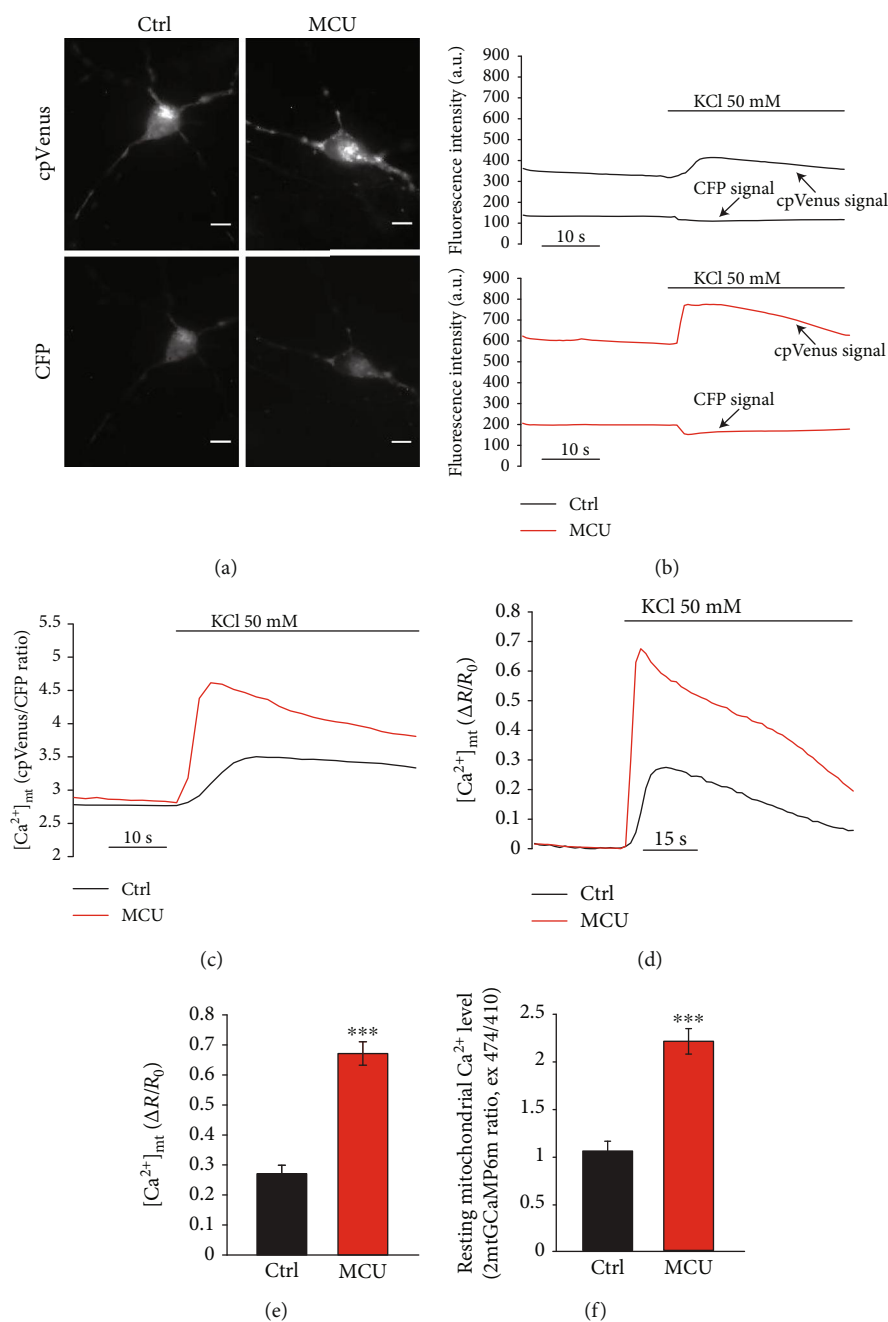 Ctrl
MCU
cpVenus
CFP
(a)
Fluorescence intensity (a.u.)
900
800
700
600
500
400
300
200
100
0
KCl 50 mM
CFP signal
cpVenus signal
10 s
Fluorescence intensity (a.u.)
900
800
700
600
500
400
300
200
100
0
KCl 50 mM
cpVenus signal
CFP signal
10 s
Ctrl
MCU
(b)
[Ca²⁺]mt (cpVenus/CFP ratio)
5.5
5
4.5
4
3.5
3
2.5
2
KCl 50 mM
10 s
Ctrl
MCU
(c)
[Ca²⁺]mt (ΔR/R₀)
0.8
0.7
0.6
0.5
0.4
0.3
0.2
0.1
0
KCl 50 mM
15 s
Ctrl
MCU
(d)
[Ca²⁺]mt (ΔR/R₀)
0.8
0.7
0.6
0.5
0.4
0.3
0.2
0.1
0
***
Ctrl
MCU
(e)
Resting mitochondrial Ca²⁺ level
(2mtGCaMP6m ratio, ex 474/410)
2.5
2
1.5
1
0.5
0
***
Ctrl
MCU
(f)